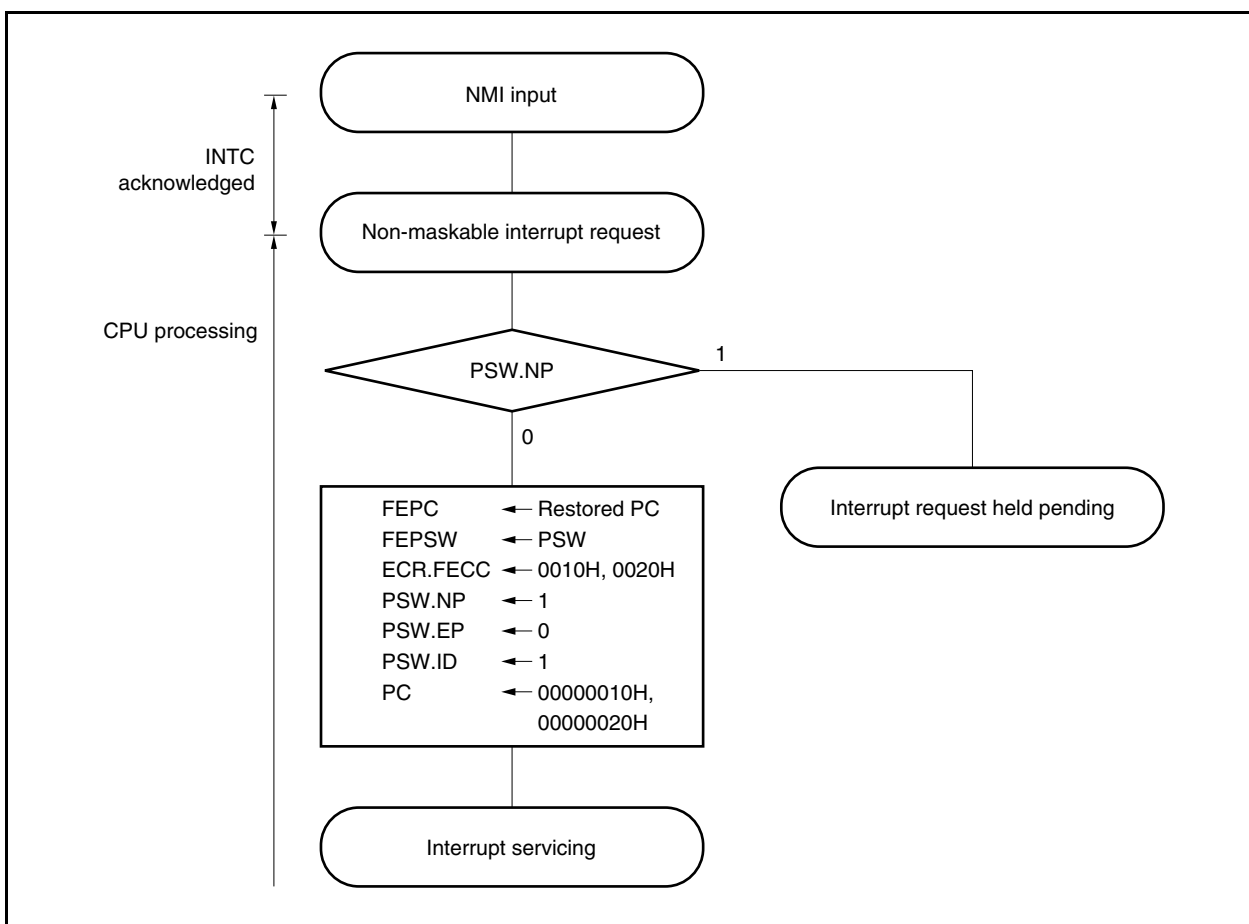 NMI input
INTC
acknowledged
Non-maskable interrupt request
CPU processing
PSW.NP
1
0
FEPC ← Restored PC
FEPSW ← PSW
ECR.FECC ← 0010H, 0020H
PSW.NP ← 1
PSW.EP ← 0
PSW.ID ← 1
PC ← 00000010H,
00000020H
Interrupt request held pending
Interrupt servicing